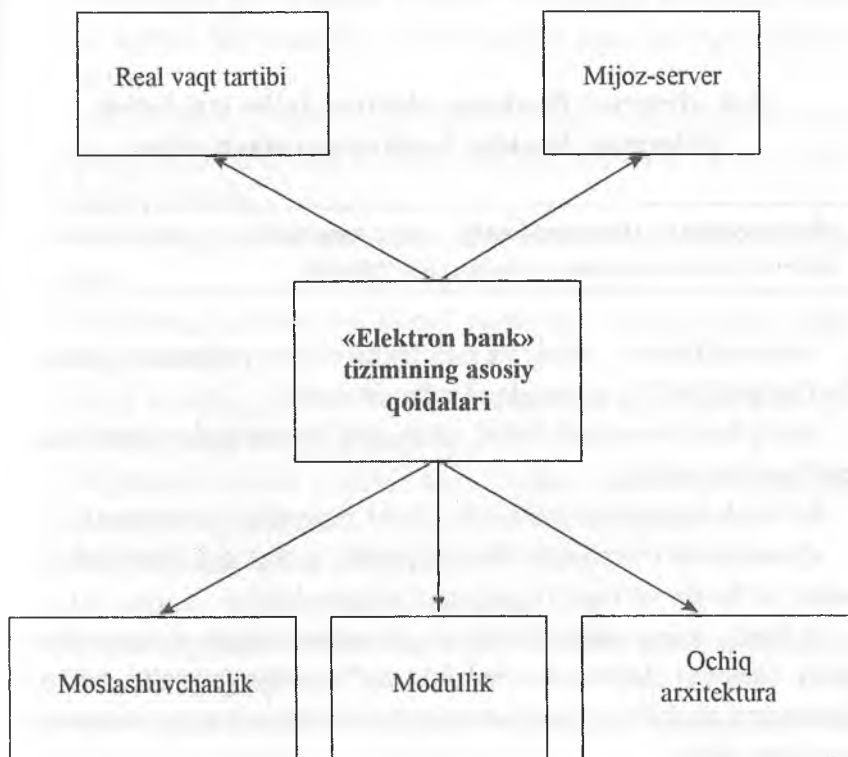 Real vaqt tartibi
Mijoz-server
«Elektron bank»
tizimining asosiy
qoidalari
Moslashuvchanlik
Modullik
Ochiq
arxitektura